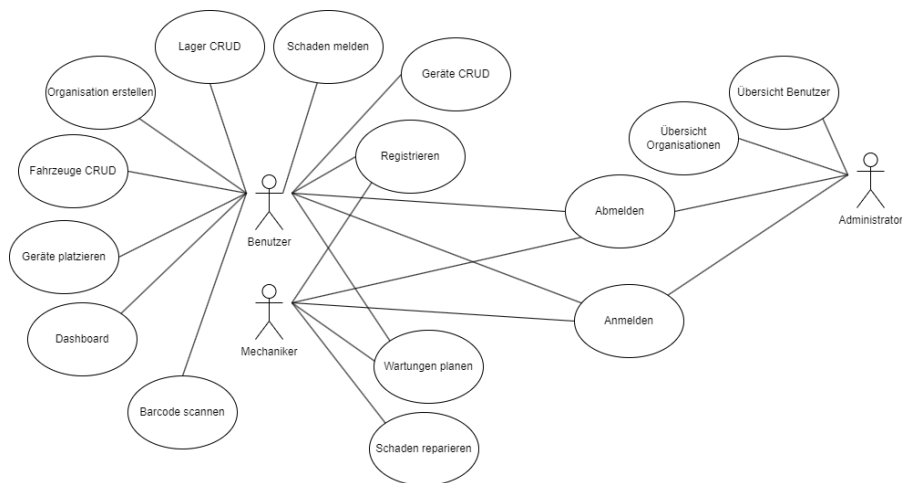 Lager CRUD
Schaden melden
Geräte CRUD
Organisation erstellen
Übersicht Benutzer
Übersicht
Organisationen
Registrieren
Fahrzeuge CRUD
Abmelden
Administrator
Benutzer
Geräte platzieren
Anmelden
Dashboard
Mechaniker
Wartungen planen
Barcode scannen
Schaden reparieren